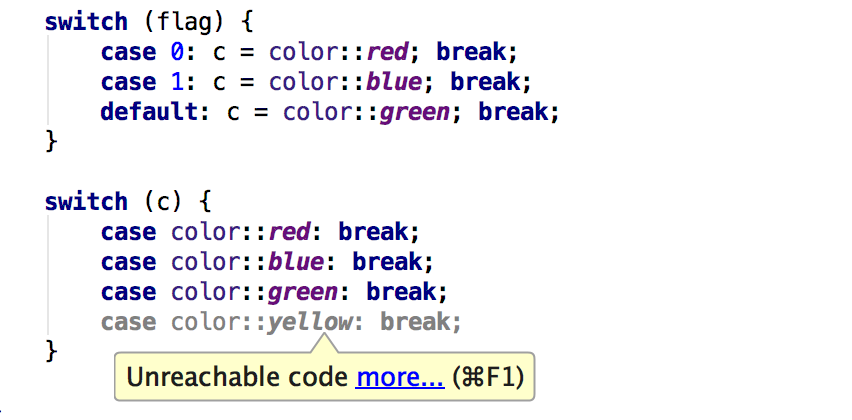 switch (flag) {
case 0: c = color::red; break;
case 1: c = color::blue; break;
default: c = color::green; break;
}
switch (c) {
case color::red: break;
case color::blue: break;
case color::green: break;
case color::yellow: break;
}
Unreachable code more... (⌘F1)